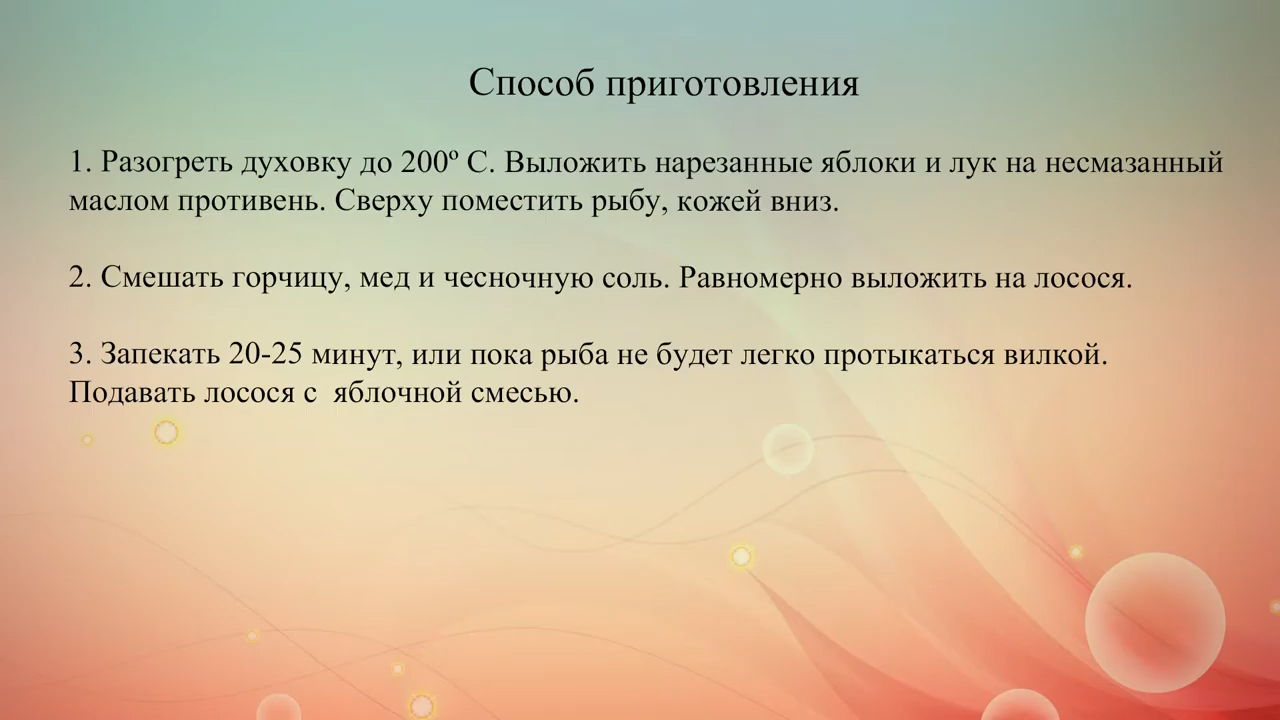 Способ приготовления
1. Разогреть духовку до 200º С. Выложить нарезанные яблоки и лук на несмазанный
маслом противень. Сверху поместить рыбу, кожей вниз.
2. Смешать горчицу, мед и чесночную соль. Равномерно выложить на лосося.
3. Запекать 20-25 минут, или пока рыба не будет легко протыкаться вилкой.
Подавать лосося с  яблочной смесью.